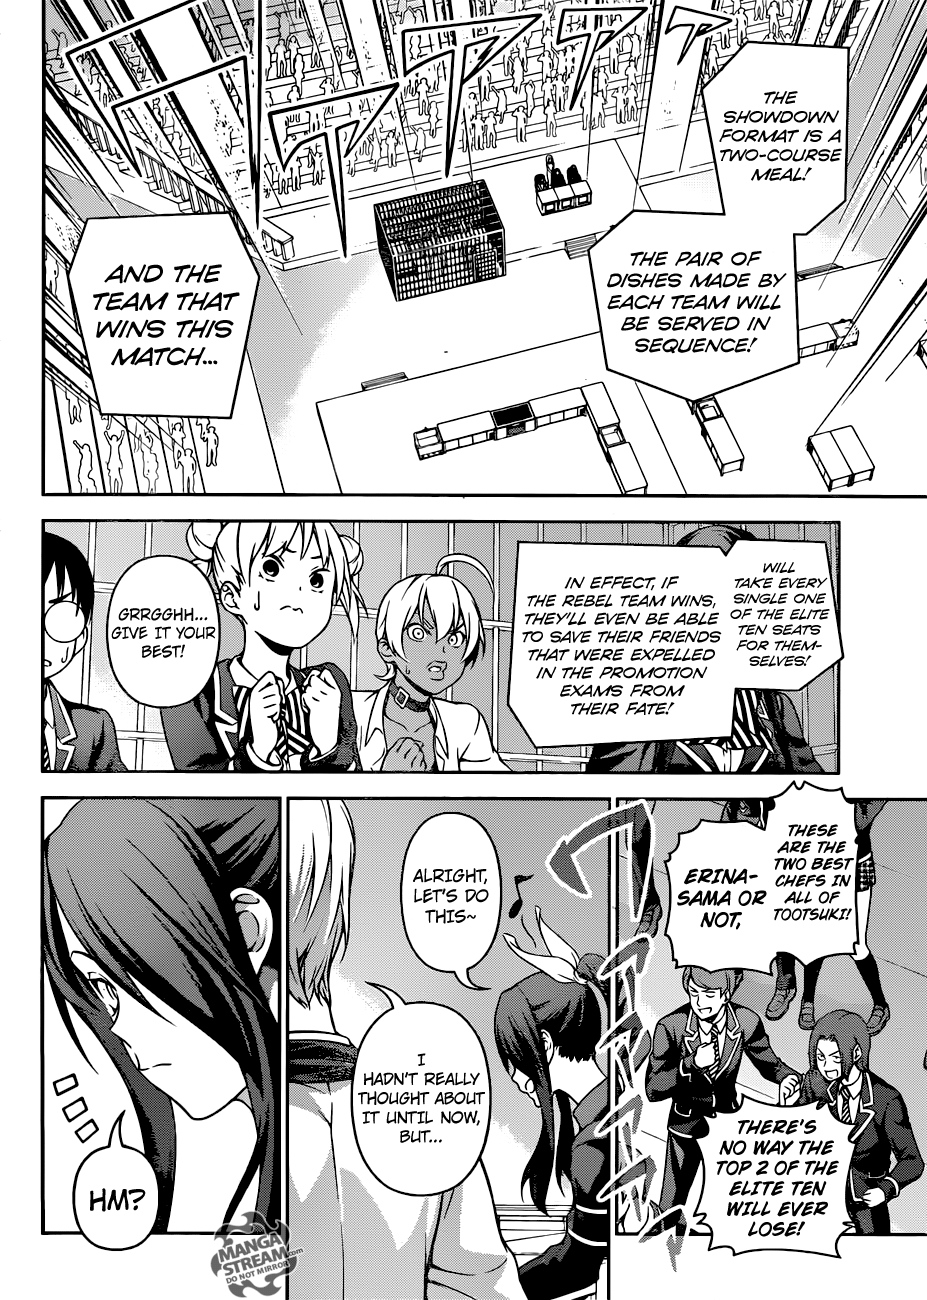 THE
SHOWDOWN
FORMAT IS A
TWO-COURSE
MEAL!
THE PAIR OF
DISHES MADE BY
EACH TEAM WILL
BE SERVED IN
SEQUENCE!
AND THE
TEAM THAT
WINS THIS
MATCH...
WILL
TAKE EVERY
SINGLE ONE
OF THE ELITE
TEN SEATS
FOR THEM-
SELVES!
IN EFFECT, IF
THE REBEL TEAM WINS,
THEY'LL EVEN BE ABLE
TO SAVE THEIR FRIENDS
THAT WERE EXPELLED
IN THE PROMOTION
EXAMS FROM
THEIR FATE!
GRRGGHH...
GIVE IT YOUR
BEST!
THESE
ARE THE
TWO BEST
CHEFS IN
ALL OF
TOOTSUKI!
ERINA-
SAMA OR
NOT,
THERE'S
NO WAY THE
TOP 2 OF THE
ELITE TEN
WILL EVER
LOSE!
ALRIGHT,
LET'S DO
THIS~
I
HADN'T REALLY
THOUGHT ABOUT
IT UNTIL NOW,
BUT...
HM?
MANGA
STREAM.com
DO NOT MIRROR